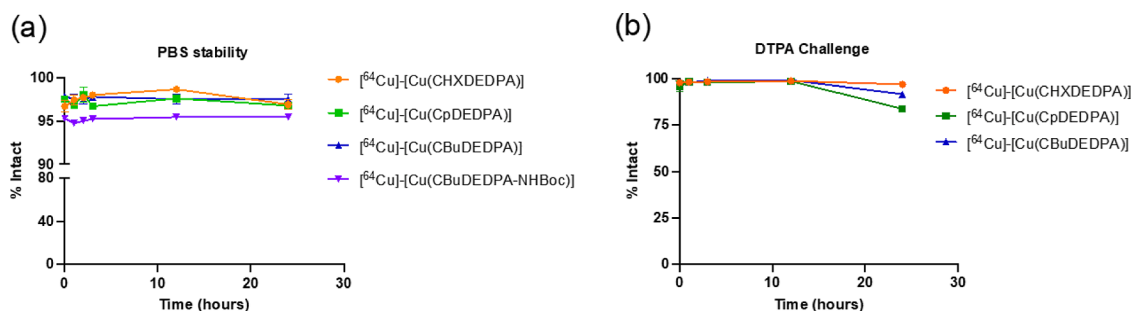 (a)
PBS stability
% Intact
100
95
90
80
40
0
0 10 20 30
Time (hours)
[⁶⁴Cu]-[Cu(CHXDEDPA)]
[⁶⁴Cu]-[Cu(CpDEDPA)]
[⁶⁴Cu]-[Cu(CBuDEDPA)]
[⁶⁴Cu]-[Cu(CBuDEDPA-NHBoc)]
(b)
DTPA Challenge
% Intact
100
75
50
25
0
0 10 20 30
Time (hours)
[⁶⁴Cu]-[Cu(CHXDEDPA)]
[⁶⁴Cu]-[Cu(CpDEDPA)]
[⁶⁴Cu]-[Cu(CBuDEDPA)]